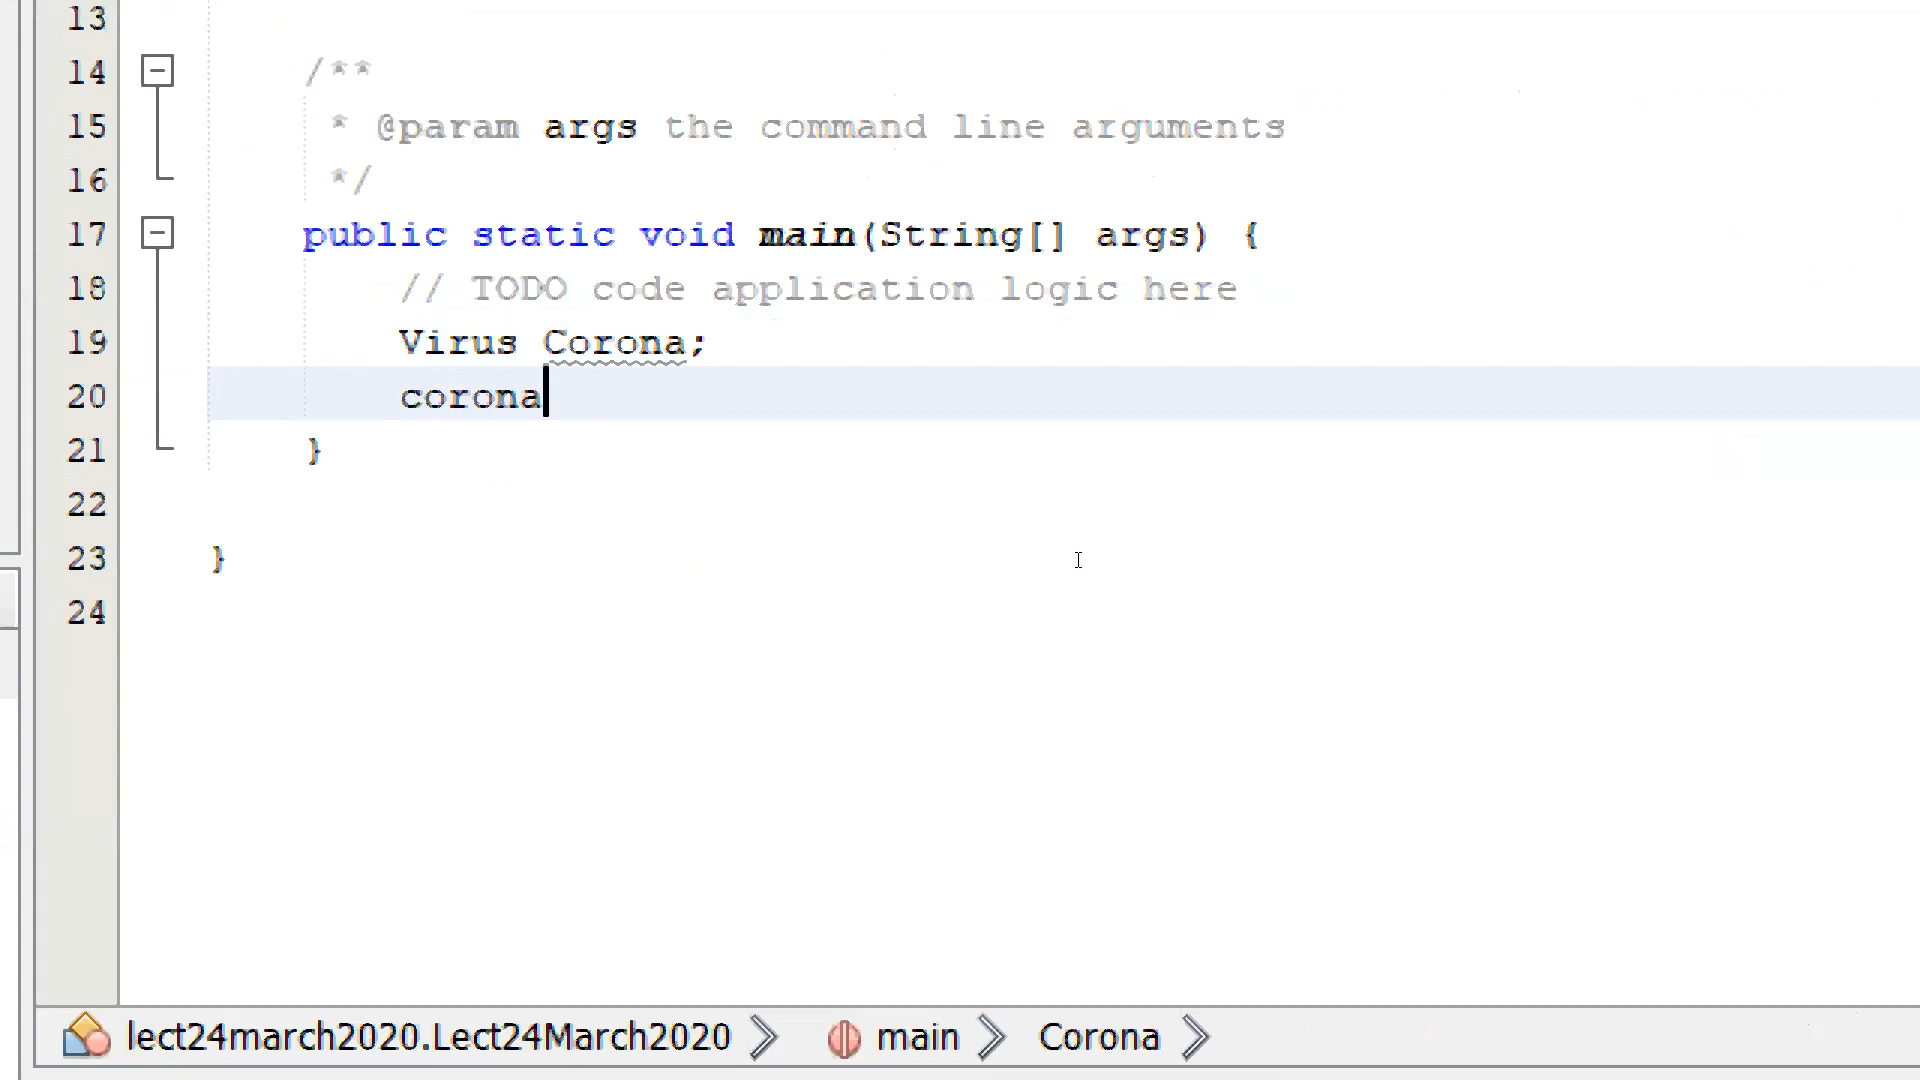 13
14 /**
15 * @param args the command line arguments
16 */
17 public static void main(String[] args) {
18 // TODO code application logic here
19 Virus Corona;
20 corona
21 }
22
23 }
24
lect24march2020.Lect24March2020 main Corona